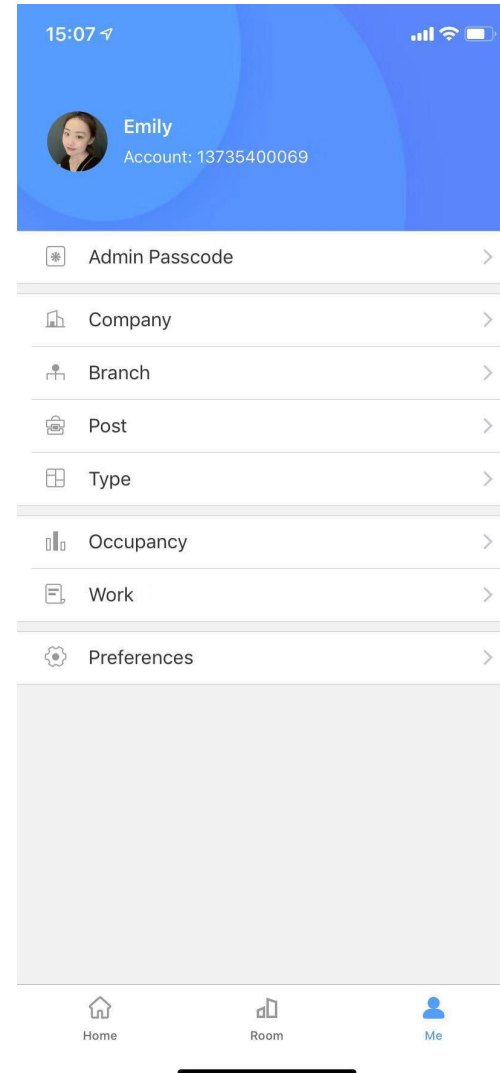 15:07
Emily
Account: 13735400069
Admin Passcode
Company
Branch
Post
Type
Occupancy
Work
Preferences
Home
Room
Me